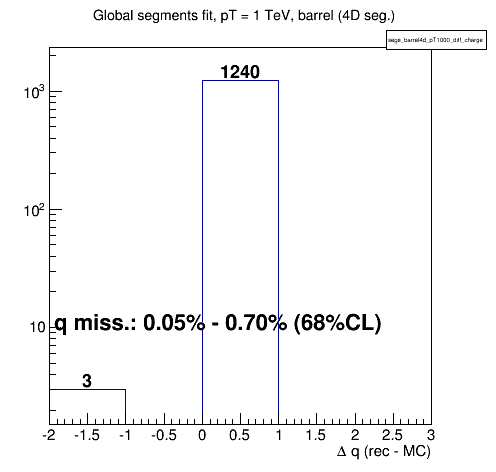 Global segments fit, pT = 1 TeV, barrel (4D seg.)
segs_barrel4d_pT1000_diff_charge
1240
10³
10²
q miss.: 0.05% - 0.70% (68%CL)
10
3
-2 -1.5 -1 -0.5 0 0.5 1 1.5 2 2.5 3
Δ q (rec - MC)